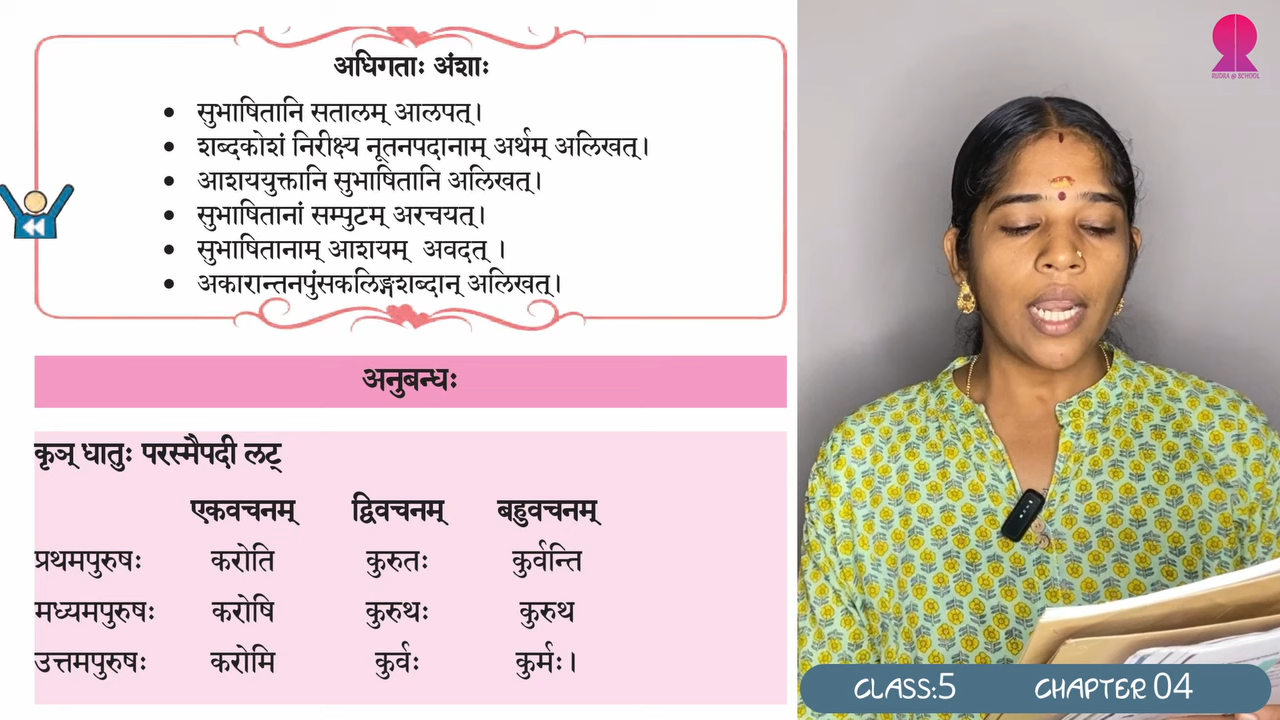 अधिगताः अंशाः
• सुभाषितानि सतालम् आलपत्।
• शब्दकोशं निरीक्ष्य नूतनपदानाम् अर्थम् अलिखत्।
• आशययुक्तानि सुभाषितानि अलिखत्।
• सुभाषितानां सम्पुटम् अरचयत्।
• सुभाषितानाम् आशयम् अवदत् ।
• अकारान्तनपुंसकलिङ्गशब्दान् अलिखत्।
अनुबन्धः
कृञ् धातुः परस्मैपदी लट्
एकवचनम् द्विवचनम् बहुवचनम्
प्रथमपुरुषः करोति कुरुतः कुर्वन्ति
मध्यमपुरुषः करोषि कुरुथः कुरुथ
उत्तमपुरुषः करोमि कुर्वः कुर्मः।
RUDRA @ SCHOOL
CLASS:5 CHAPTER 04